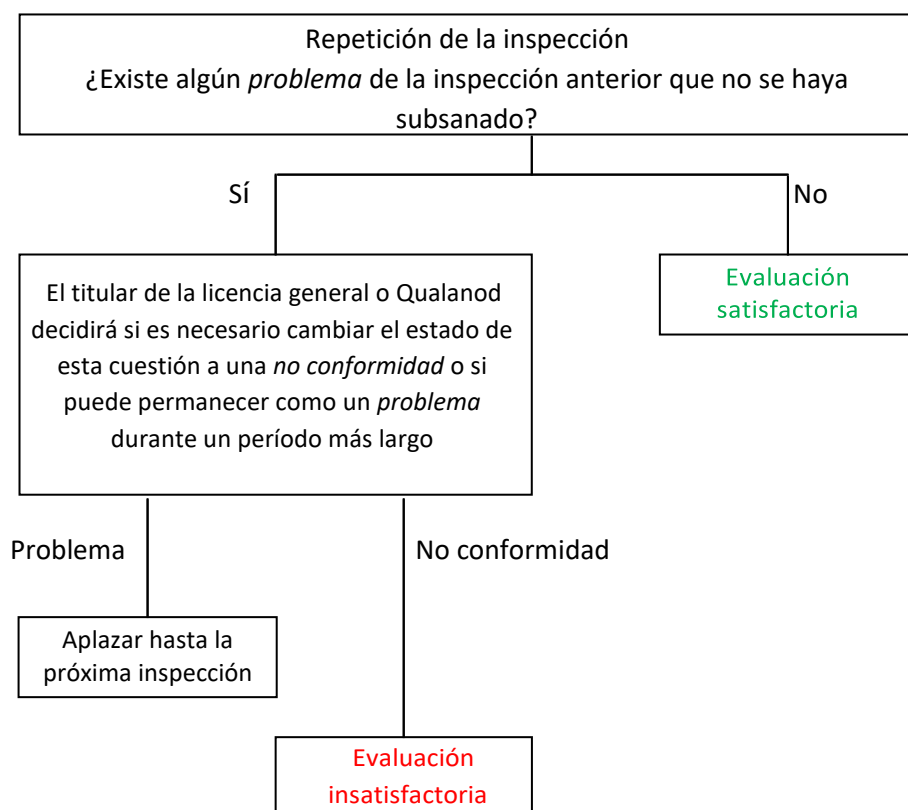 Repetición de la inspección
¿Existe algún problema de la inspección anterior que no se haya
subsanado?
Sí
No
El titular de la licencia general o Qualanod
decidirá si es necesario cambiar el estado de
esta cuestión a una no conformidad o si
puede permanecer como un problema
durante un período más largo
Evaluación
satisfactoria
Problema
No conformidad
Aplazar hasta la
próxima inspección
Evaluación
insatisfactoria